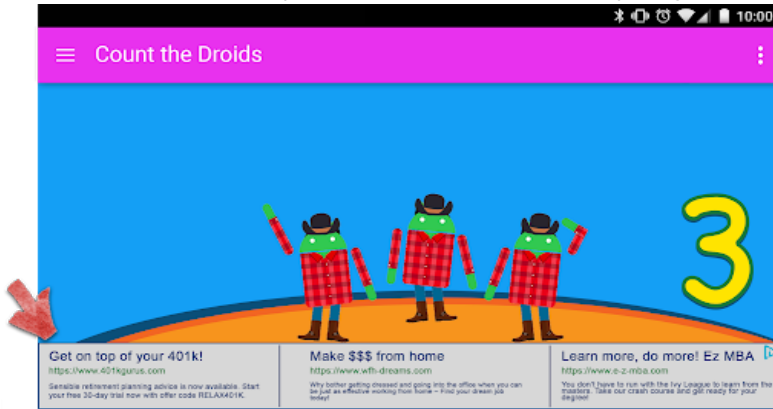 10:00
Count the Droids
3
Get on top of your 401k!
https://www.401kgurus.com
Sensible retirement planning advice is now available. Start
your free 30-day trial now with offer code RELAX401K.
Make $$$ from home
https://www.wfh-dreams.com
Why bother getting dressed and going into the office when you can
be just as effective working from home – Find your dream job
today!
Learn more, do more! Ez MBA
https://www.e-z-mba.com
You don't have to run with the Ivy League to learn from the
masters. Take our crash course and get ready for your
degree!